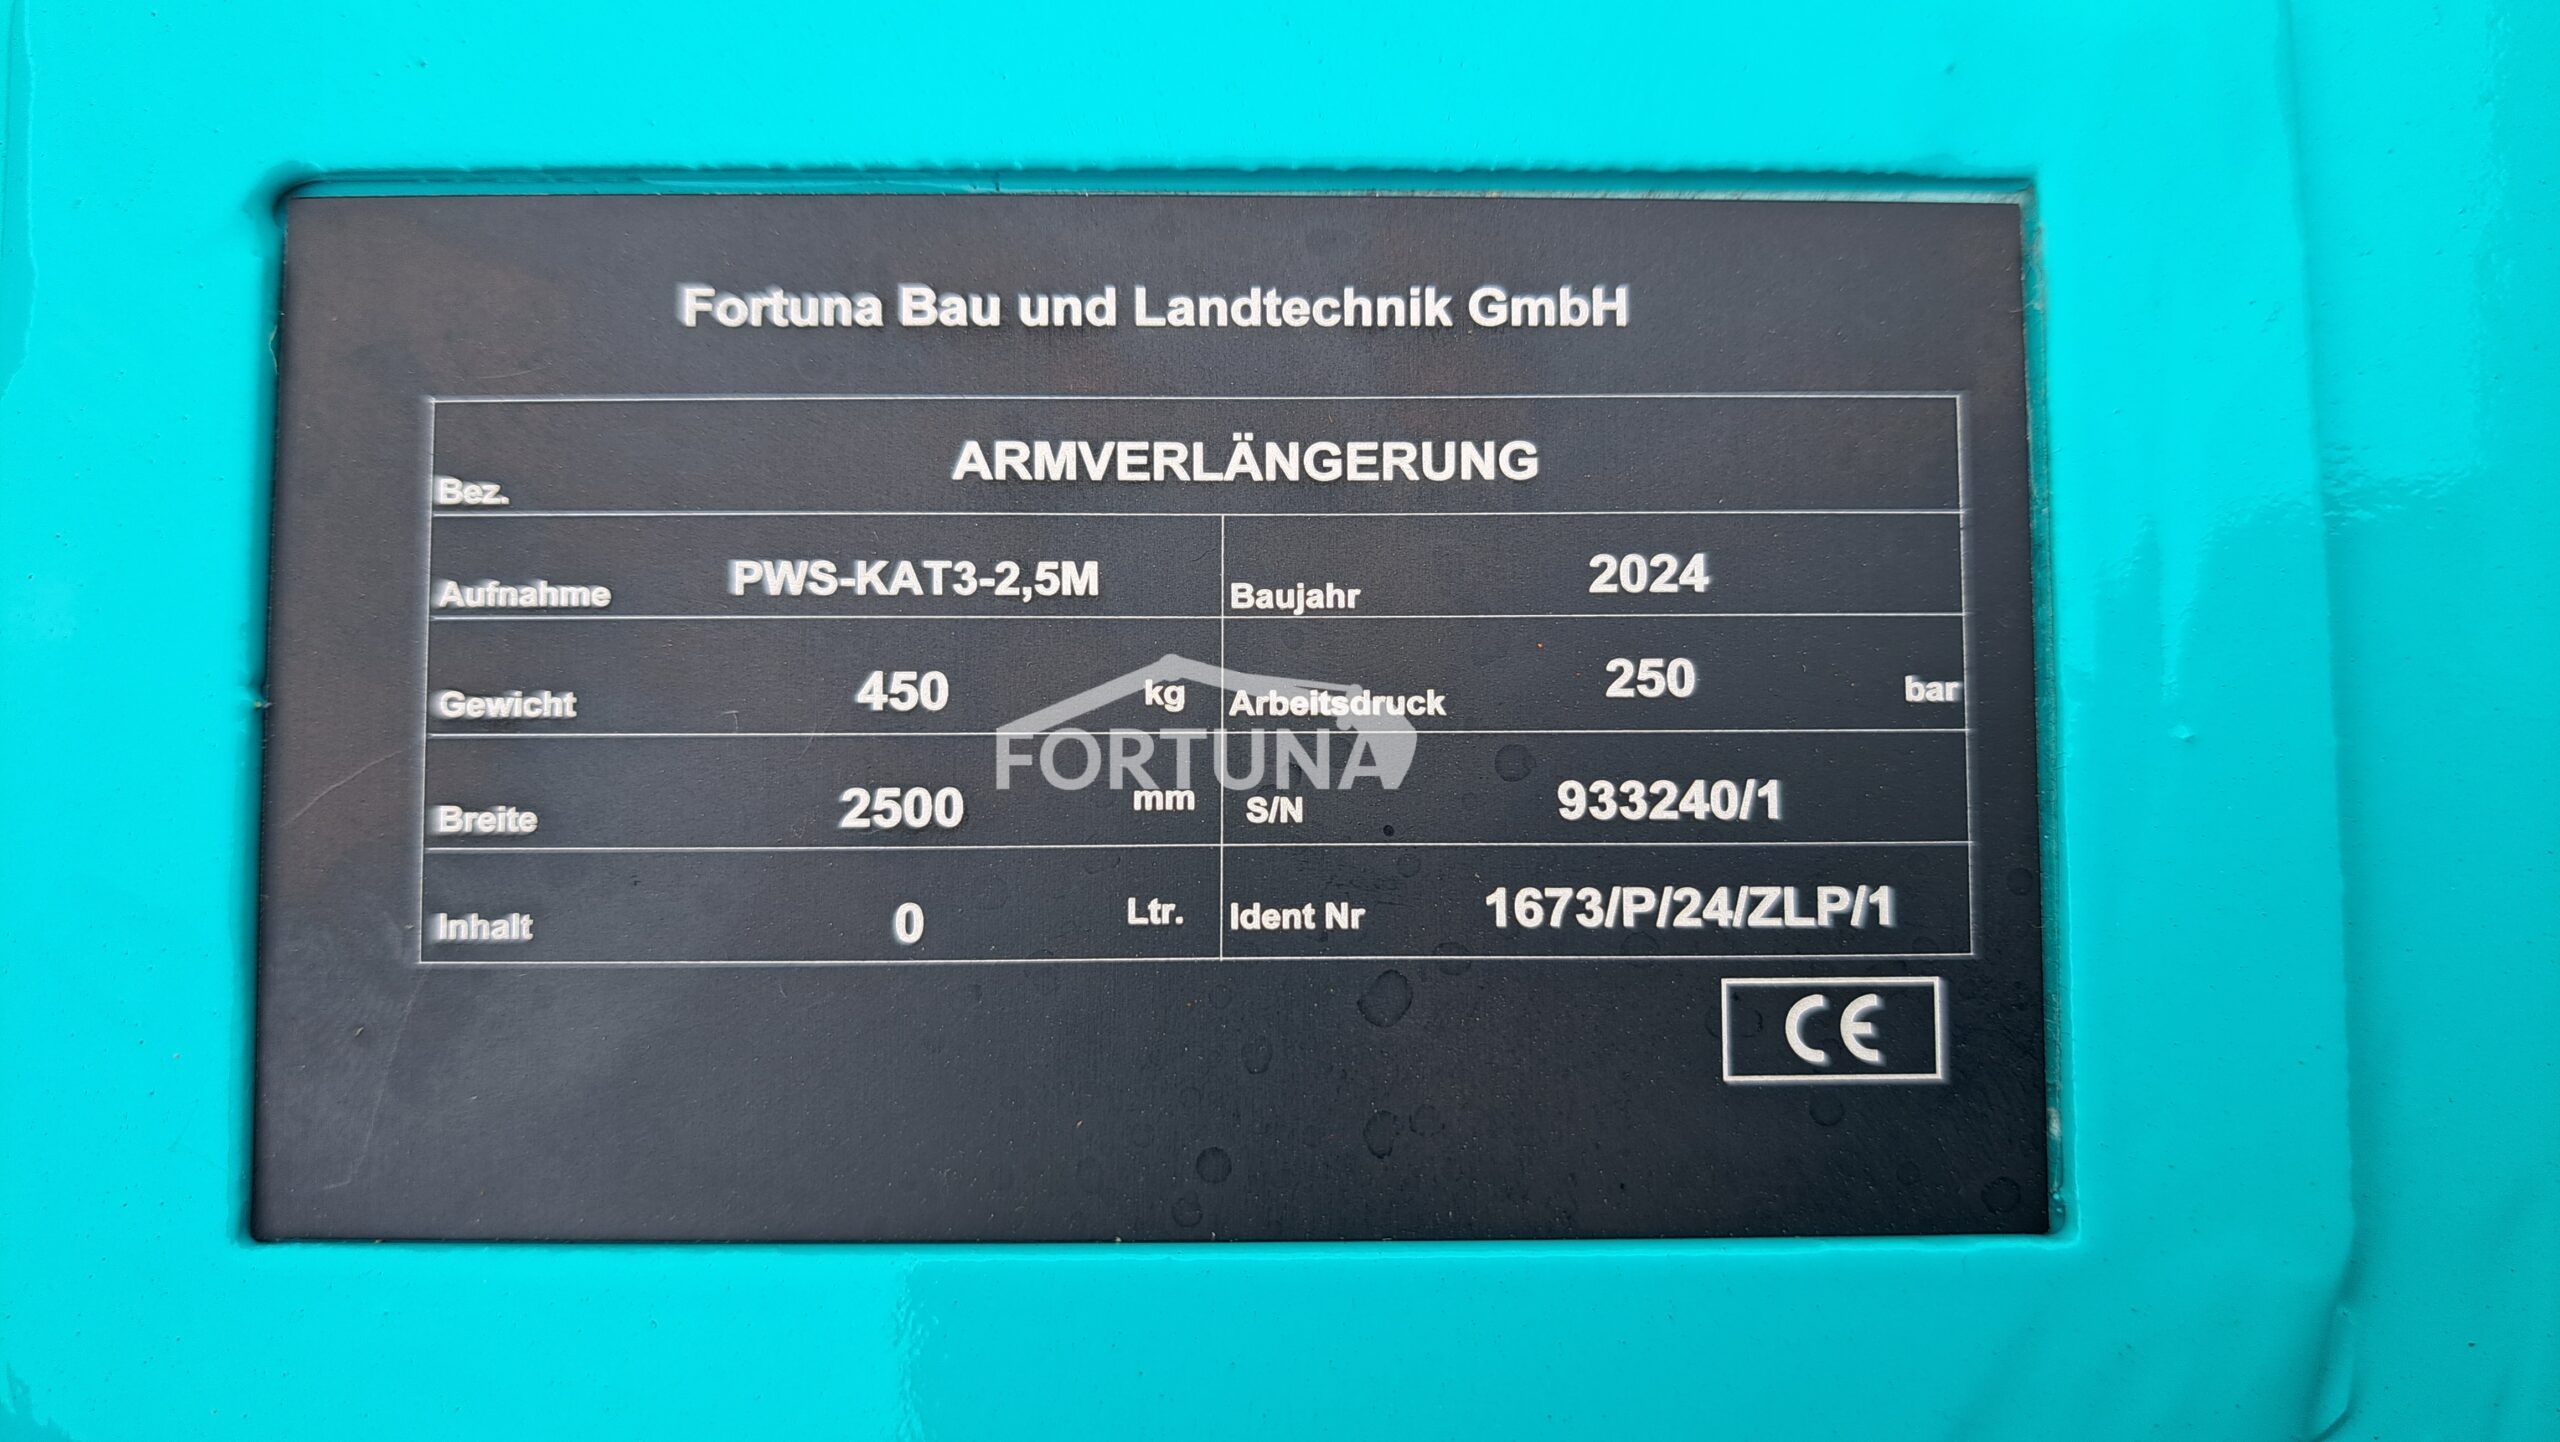 Fortuna Bau und Landtechnik GmbH
Bez. ARMVERLÄNGERUNG
Aufnahme PWS-KAT3-2,5M Baujahr 2024
Gewicht 450 kg Arbeitsdruck 250 bar
FORTUNA
Breite 2500 mm S/N 933240/1
Inhalt 0 Ltr. Ident Nr 1673/P/24/ZLP/1
CE